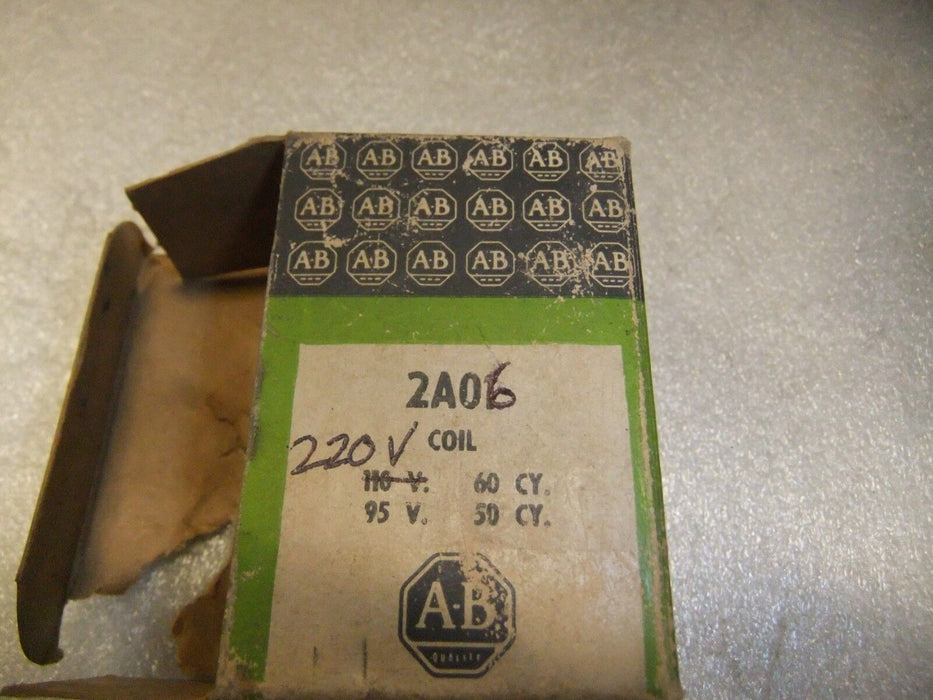 AB AB AB AB AB AB
AB AB AB AB AB AB
AB AB AB AB AB AB
2A06
220V COIL
110 V. 60 CY.
95 V. 50 CY.
A-B
QUALITY